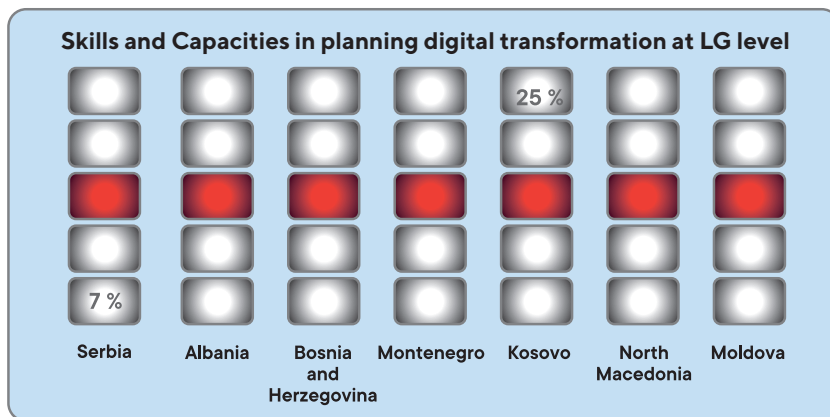 Skills and Capacities in planning digital transformation at LG level
25 %
7 %
Serbia
Albania
Bosnia
and
Herzegovina
Montenegro
Kosovo
North
Macedonia
Moldova